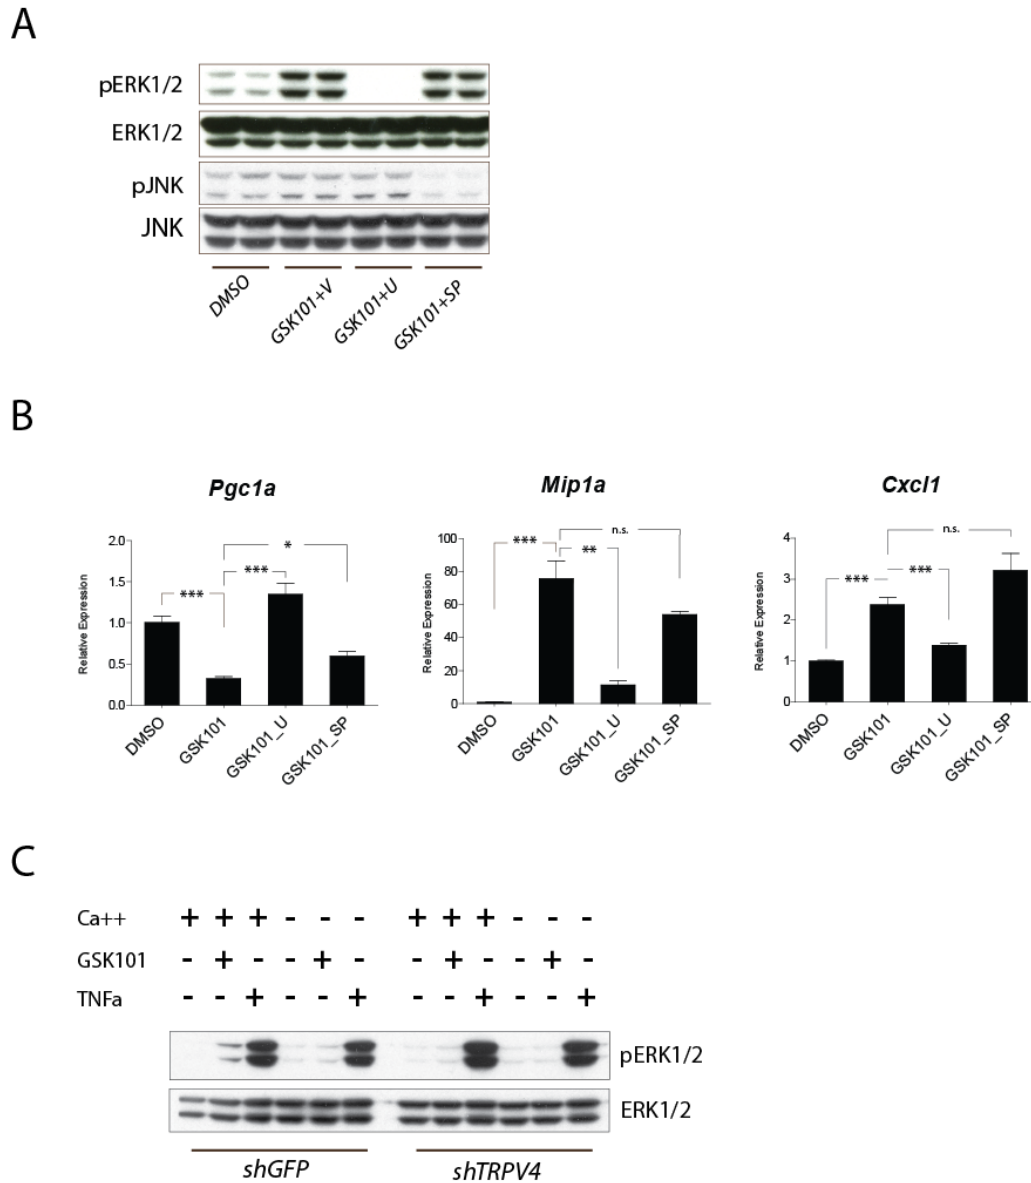 A
pERK1/2
ERK1/2
pJNK
JNK
DMSO
GSK101+V
GSK101+U
GSK101+SP
B
Pgc1a
Relative Expression
2.0
1.5
1.0
0.5
0.0
***
***
*
DMSO
GSK101
GSK101_U
GSK101_SP
Mip1a
Relative Expression
100
80
60
40
20
0
***
**
n.s.
DMSO
GSK101
GSK101_U
GSK101_SP
Cxcl1
Relative Expression
4
3
2
1
0
***
***
n.s.
DMSO
GSK101
GSK101_U
GSK101_SP
C
Ca++ + + + - - - + + + - - -
GSK101 - + - - + - - + - - + -
TNFa - - + - - + - - + - - +
pERK1/2
ERK1/2
shGFP
shTRPV4